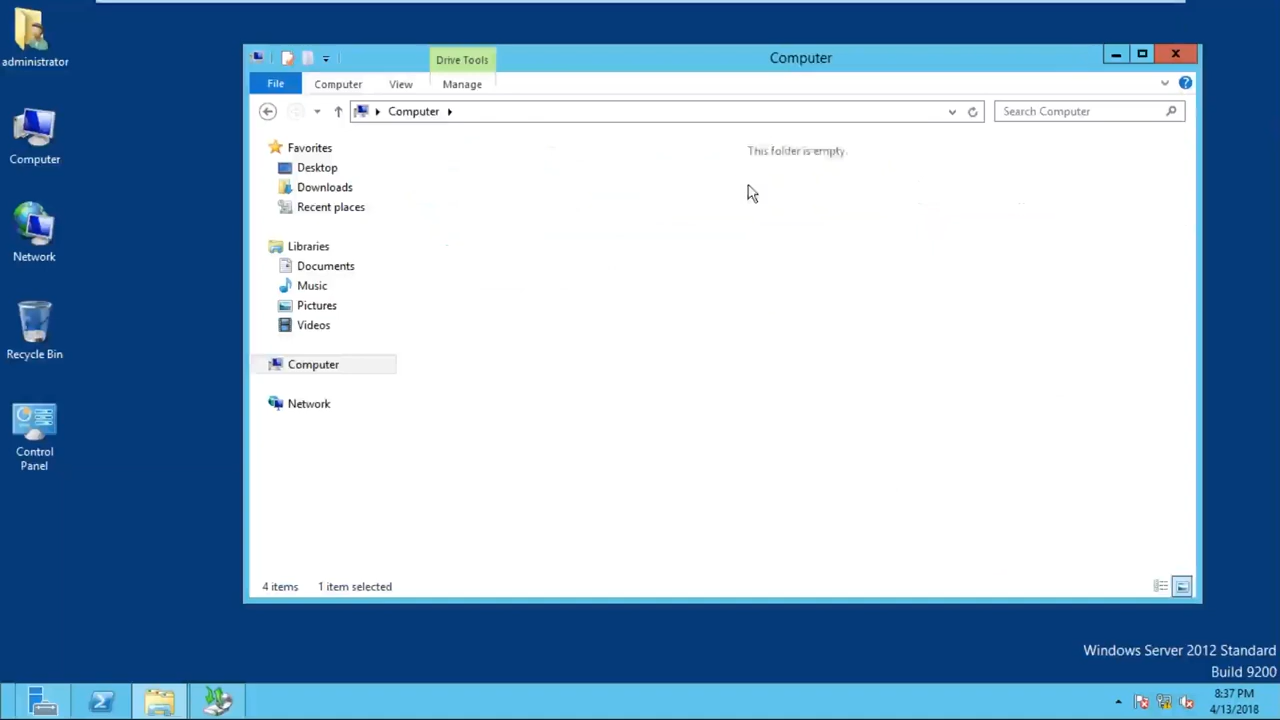 administrator
Computer
Network
Recycle Bin
Control
Panel
Drive Tools
Computer
File
Computer
View
Manage
Computer
Search Computer
Favorites
Desktop
Downloads
Recent places
Libraries
Documents
Music
Pictures
Videos
Computer
Network
This folder is empty.
4 items
1 item selected
Windows Server 2012 Standard
Build 9200
8:37 PM
4/13/2018